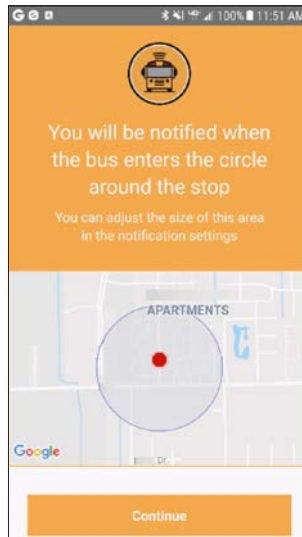 100% 11:51 AM
You will be notified when
the bus enters the circle
around the stop
You can adjust the size of this area
in the notification settings
APARTMENTS
Google
Dr
Continue